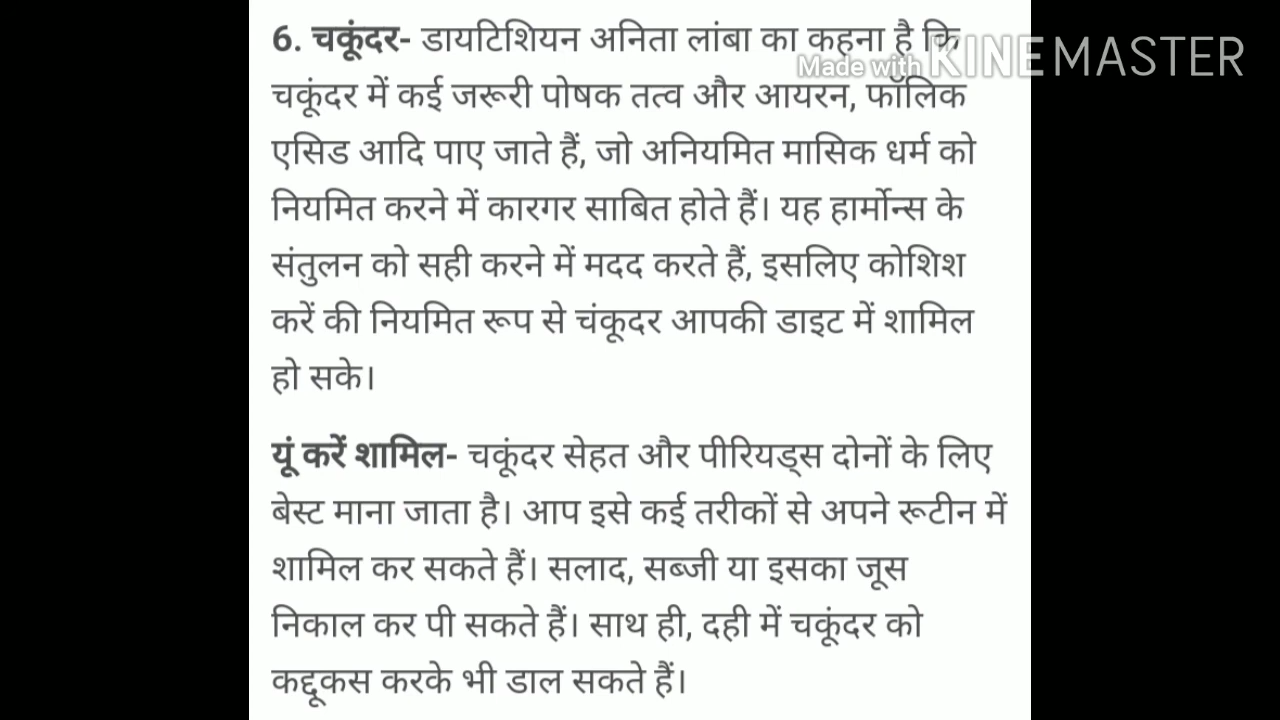 6. चकूंदर- डायटिशियन अनिता लांबा का कहना है कि
Made with KINEMASTER
चकूंदर में कई जरूरी पोषक तत्व और आयरन, फॉलिक
एसिड आदि पाए जाते हैं, जो अनियमित मासिक धर्म को
नियमित करने में कारगर साबित होते हैं। यह हार्मोन्स के
संतुलन को सही करने में मदद करते हैं, इसलिए कोशिश
करें की नियमित रूप से चंकूदर आपकी डाइट में शामिल
हो सके।
यूं करें शामिल- चकूंदर सेहत और पीरियड्स दोनों के लिए
बेस्ट माना जाता है। आप इसे कई तरीकों से अपने रूटीन में
शामिल कर सकते हैं। सलाद, सब्जी या इसका जूस
निकाल कर पी सकते हैं। साथ ही, दही में चकूंदर को
कद्दूकस करके भी डाल सकते हैं।